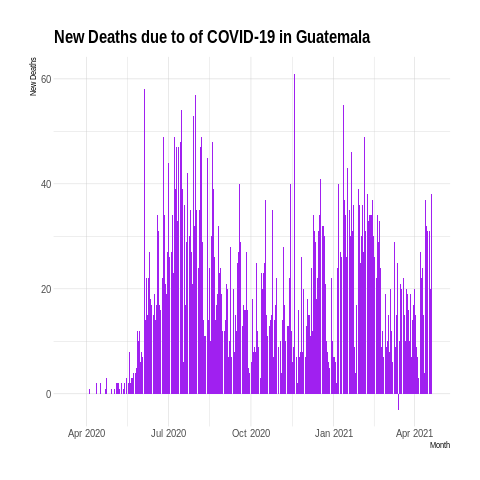 New Deaths due to of COVID-19 in Guatemala
New Deaths
60
40
20
0
Apr 2020 Jul 2020 Oct 2020 Jan 2021 Apr 2021
Month